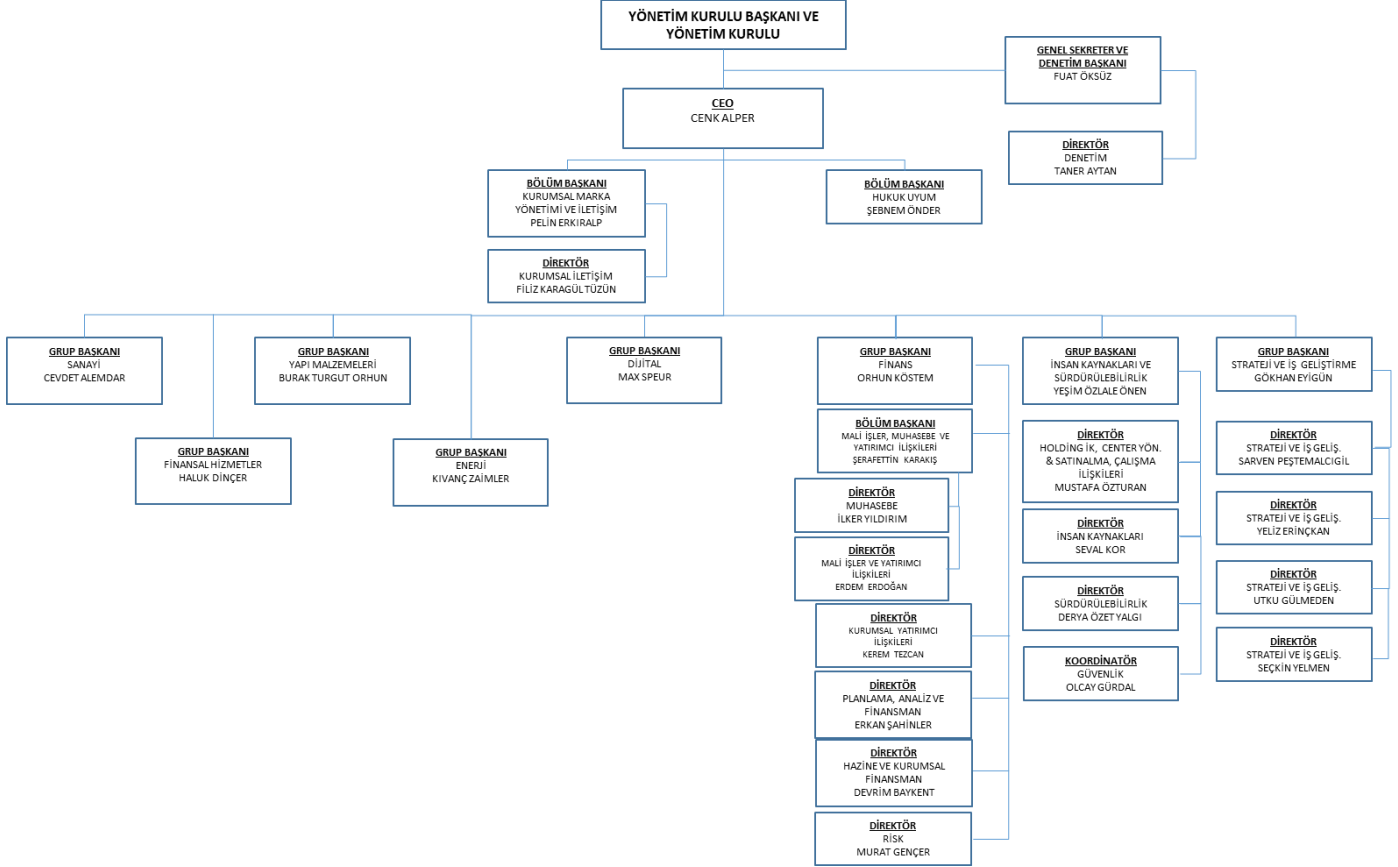 YÖNETİM KURULU BAŞKANI VE
YÖNETİM KURULU
GENEL SEKRETER VE
DENETİM BAŞKANI
FUAT ÖKSÜZ
CEO
CENK ALPER
DİREKTÖR
DENETİM
TANER AYTAN
BÖLÜM BAŞKANI
KURUMSAL MARKA
YÖNETİMİ VE İLETİŞİM
PELİN ERKIRALP
BÖLÜM BAŞKANI
HUKUK UYUM
ŞEBNEM ÖNDER
DİREKTÖR
KURUMSAL İLETİŞİM
FİLİZ KARAGÜL TÜZÜN
GRUP BAŞKANI
SANAYİ
CEVDET ALEMDAR
GRUP BAŞKANI
FİNANSAL HİZMETLER
HALUK DİNÇER
GRUP BAŞKANI
YAPI MALZEMELERİ
BURAK TURGUT ORHUN
GRUP BAŞKANI
ENERJİ
KIVANÇ ZAİMLER
GRUP BAŞKANI
DİJİTAL
MAX SPEUR
GRUP BAŞKANI
FİNANS
ORHUN KÖSTEM
BÖLÜM BAŞKANI
MALİ İŞLER, MUHASEBE VE
YATIRIMCI İLİŞKİLERİ
ŞERAFETTİN KARAKIŞ
DİREKTÖR
MUHASEBE
İLKER YILDIRIM
DİREKTÖR
MALİ İŞLER VE YATIRIMCI
İLİŞKİLERİ
ERDEM ERDOĞAN
DİREKTÖR
KURUMSAL YATIRIMCI
İLİŞKİLERİ
KEREM TEZCAN
DİREKTÖR
PLANLAMA, ANALİZ VE
FİNANSMAN
ERKAN ŞAHİNLER
DİREKTÖR
HAZİNE VE KURUMSAL
FİNANSMAN
DEVRİM BAYKENT
DİREKTÖR
RİSK
MURAT GENÇER
GRUP BAŞKANI
İNSAN KAYNAKLARI VE
SÜRDÜRÜLEBİLİRLİK
YEŞİM ÖZLALE ÖNEN
DİREKTÖR
HOLDİNG İK, CENTER YÖN.
& SATINALMA, ÇALIŞMA
İLİŞKİLERİ
MUSTAFA ÖZTURAN
DİREKTÖR
İNSAN KAYNAKLARI
SEVAL KOR
DİREKTÖR
SÜRDÜRÜLEBİLİRLİK
DERYA ÖZET YALGI
KOORDİNATÖR
GÜVENLİK
OLCAY GÜRDAL
GRUP BAŞKANI
STRATEJİ VE İŞ GELİŞTİRME
GÖKHAN EYİGÜN
DİREKTÖR
STRATEJİ VE İŞ GELİŞ.
SARVEN PEŞTEMALCIGİL
DİREKTÖR
STRATEJİ VE İŞ GELİŞ.
YELİZ ERİNÇKAN
DİREKTÖR
STRATEJİ VE İŞ GELİŞ.
UTKU GÜLMEDEN
DİREKTÖR
STRATEJİ VE İŞ GELİŞ.
SEÇKİN YELMEN